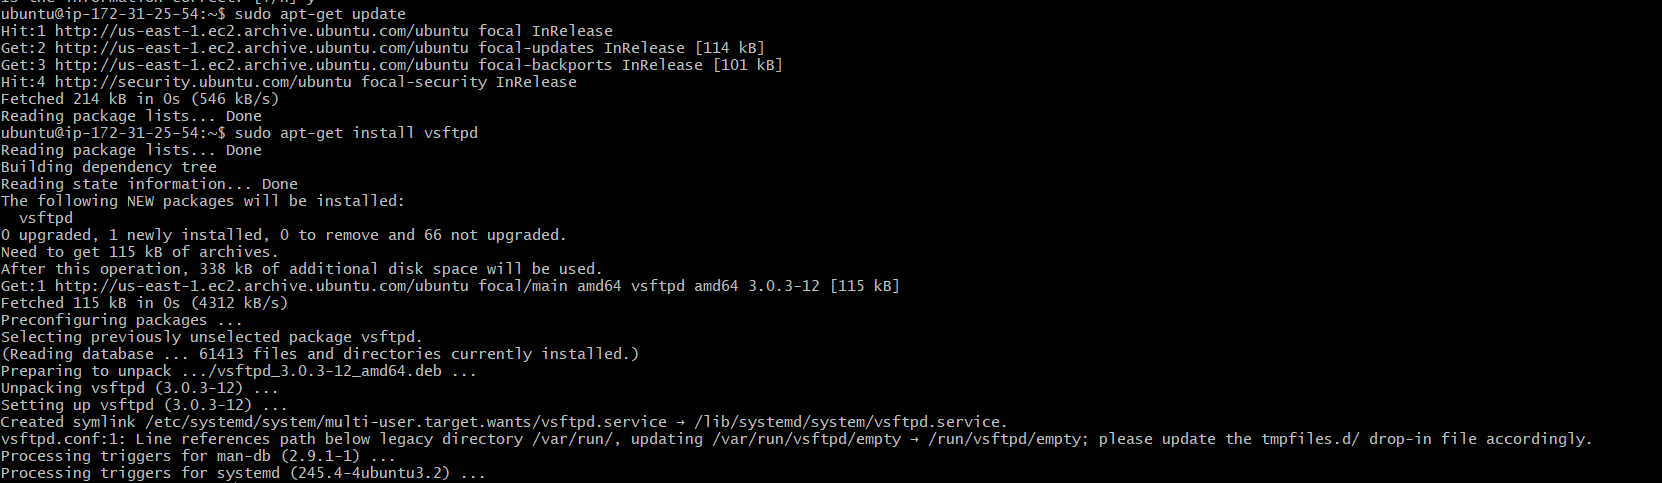 is the information correct? [Y/n] y
ubuntu@ip-172-31-25-54:~$ sudo apt-get update
Hit:1 http://us-east-1.ec2.archive.ubuntu.com/ubuntu focal InRelease
Get:2 http://us-east-1.ec2.archive.ubuntu.com/ubuntu focal-updates InRelease [114 kB]
Get:3 http://us-east-1.ec2.archive.ubuntu.com/ubuntu focal-backports InRelease [101 kB]
Hit:4 http://security.ubuntu.com/ubuntu focal-security InRelease
Fetched 214 kB in 0s (546 kB/s)
Reading package lists... Done
ubuntu@ip-172-31-25-54:~$ sudo apt-get install vsftpd
Reading package lists... Done
Building dependency tree
Reading state information... Done
The following NEW packages will be installed:
  vsftpd
0 upgraded, 1 newly installed, 0 to remove and 66 not upgraded.
Need to get 115 kB of archives.
After this operation, 338 kB of additional disk space will be used.
Get:1 http://us-east-1.ec2.archive.ubuntu.com/ubuntu focal/main amd64 vsftpd amd64 3.0.3-12 [115 kB]
Fetched 115 kB in 0s (4312 kB/s)
Preconfiguring packages ...
Selecting previously unselected package vsftpd.
(Reading database ... 61413 files and directories currently installed.)
Preparing to unpack .../vsftpd_3.0.3-12_amd64.deb ...
Unpacking vsftpd (3.0.3-12) ...
Setting up vsftpd (3.0.3-12) ...
Created symlink /etc/systemd/system/multi-user.target.wants/vsftpd.service → /lib/systemd/system/vsftpd.service.
vsftpd.conf:1: Line references path below legacy directory /var/run/, updating /var/run/vsftpd/empty → /run/vsftpd/empty; please update the tmpfiles.d/ drop-in file accordingly.
Processing triggers for man-db (2.9.1-1) ...
Processing triggers for systemd (245.4-4ubuntu3.2) ...